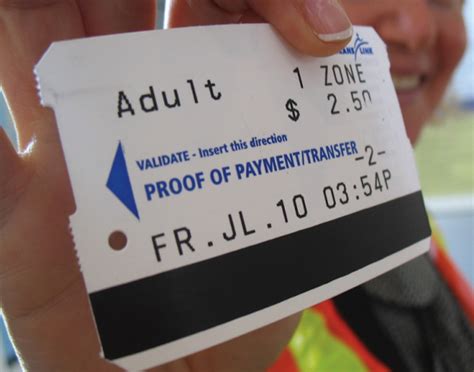 LINK
Adult 1 ZONE
$ 2.50
VALIDATE - Insert this direction
PROOF OF PAYMENT/TRANSFER -2-
FR.JL.10 03:54P